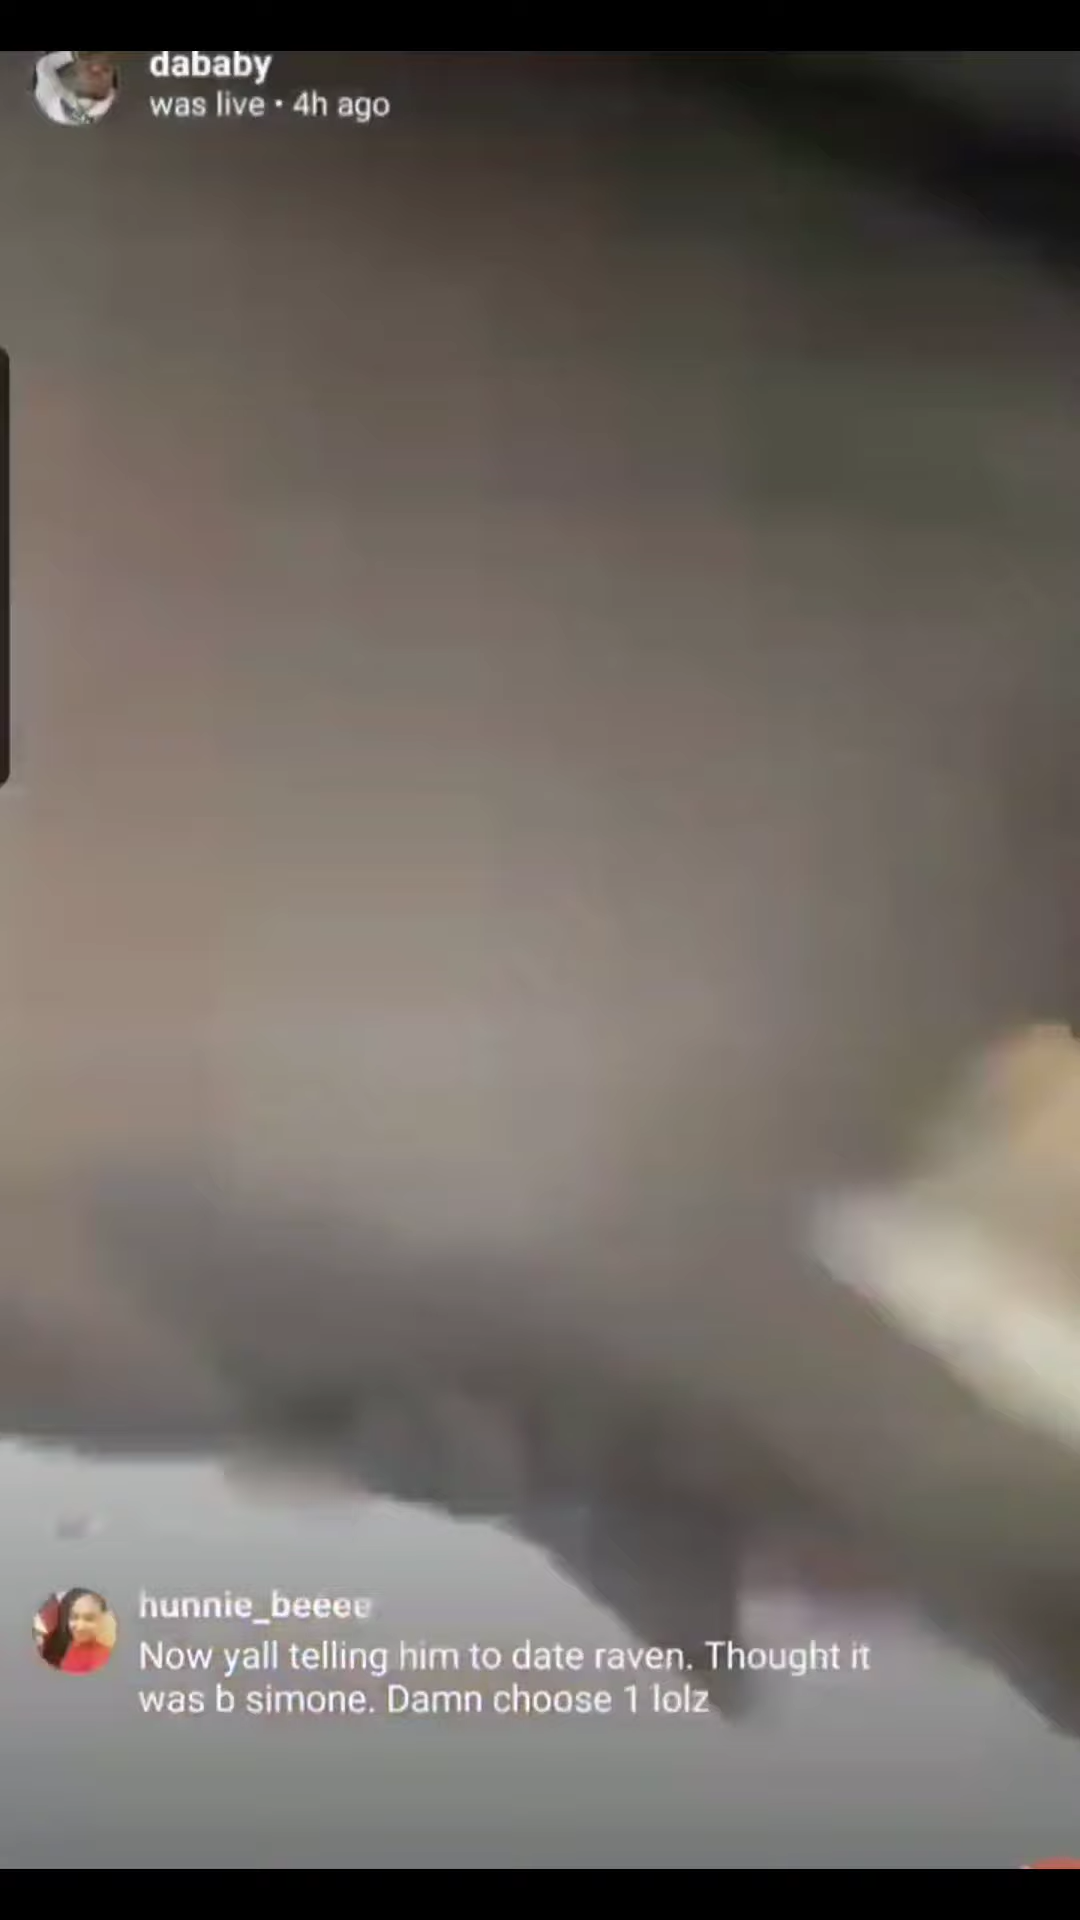 dababy
was live • 4h ago
hunnie_beeee
Now yall telling him to date raven. Thought it
was b simone. Damn choose 1 lolz